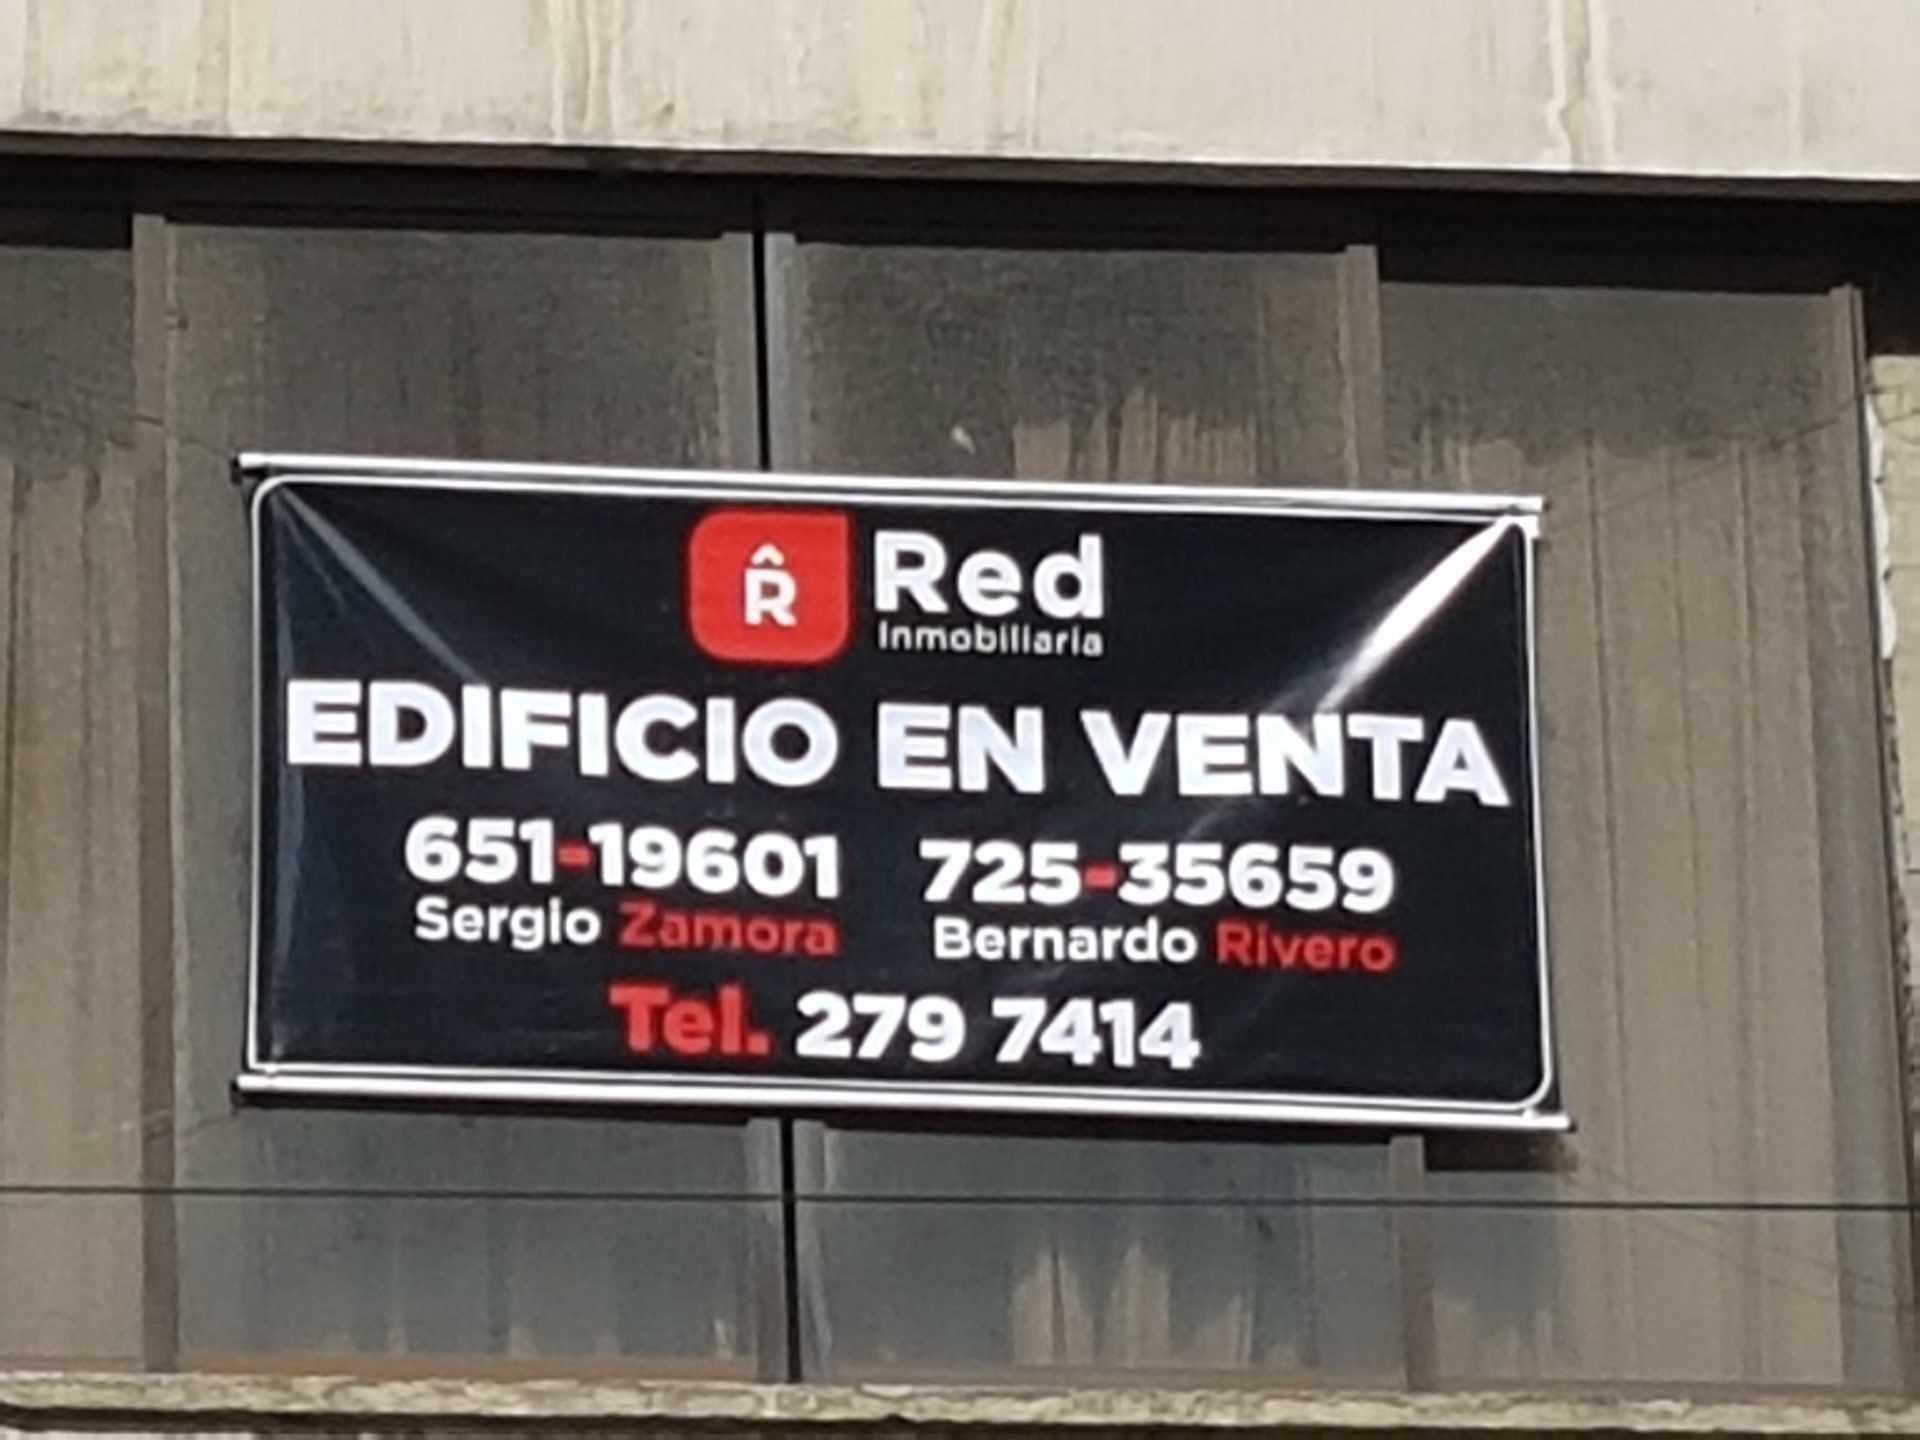 R̂ Red
Inmobiliaria
EDIFICIO EN VENTA
651-19601 725-35659
Sergio Zamora Bernardo Rivero
Tel. 279 7414